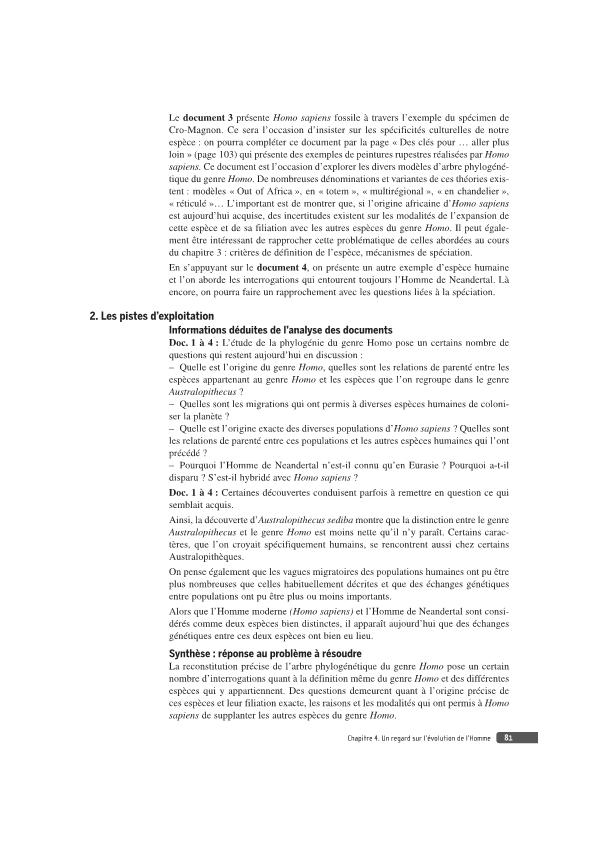 Le document 3 présente Homo sapiens fossile à travers l'exemple du spécimen de
Cro-Magnon. Ce sera l'occasion d'insister sur les spécificités culturelles de notre
espèce : on pourra compléter ce document par la page « Des clés pour … aller plus
loin » (page 103) qui présente des exemples de peintures rupestres réalisées par Homo
sapiens. Ce document est l'occasion d'explorer les divers modèles d'arbre phylogéné-
tique du genre Homo. De nombreuses dénominations et variantes de ces théories exis-
tent : modèles « Out of Africa », en « totem », « multirégional », « en chandelier »,
« réticulé »… L'important est de montrer que, si l'origine africaine d'Homo sapiens
est aujourd'hui acquise, des incertitudes existent sur les modalités de l'expansion de
cette espèce et de sa filiation avec les autres espèces du genre Homo. Il peut égale-
ment être intéressant de rapprocher cette problématique de celles abordées au cours
du chapitre 3 : critères de définition de l'espèce, mécanismes de spéciation.
En s'appuyant sur le document 4, on présente un autre exemple d'espèce humaine
et l'on aborde les interrogations qui entourent toujours l'Homme de Neandertal. Là
encore, on pourra faire un rapprochement avec les questions liées à la spéciation.
2. Les pistes d'exploitation
Informations déduites de l'analyse des documents
Doc. 1 à 4 : L'étude de la phylogénie du genre Homo pose un certains nombre de
questions qui restent aujourd'hui en discussion :
– Quelle est l'origine du genre Homo, quelles sont les relations de parenté entre les
espèces appartenant au genre Homo et les espèces que l'on regroupe dans le genre
Australopithecus ?
– Quelles sont les migrations qui ont permis à diverses espèces humaines de coloni-
ser la planète ?
– Quelle est l'origine exacte des diverses populations d'Homo sapiens ? Quelles sont
les relations de parenté entre ces populations et les autres espèces humaines qui l'ont
précédé ?
– Pourquoi l'Homme de Neandertal n'est-il connu qu'en Eurasie ? Pourquoi a-t-il
disparu ? S'est-il hybridé avec Homo sapiens ?
Doc. 1 à 4 : Certaines découvertes conduisent parfois à remettre en question ce qui
semblait acquis.
Ainsi, la découverte d'Australopithecus sediba montre que la distinction entre le genre
Australopithecus et le genre Homo est moins nette qu'il n'y paraît. Certains carac-
tères, que l'on croyait spécifiquement humains, se rencontrent aussi chez certains
Australopithèques.
On pense également que les vagues migratoires des populations humaines ont pu être
plus nombreuses que celles habituellement décrites et que des échanges génétiques
entre populations ont pu être plus ou moins importants.
Alors que l'Homme moderne (Homo sapiens) et l'Homme de Neandertal sont consi-
dérés comme deux espèces bien distinctes, il apparaît aujourd'hui que des échanges
génétiques entre ces deux espèces ont bien eu lieu.
Synthèse : réponse au problème à résoudre
La reconstitution précise de l'arbre phylogénétique du genre Homo pose un certain
nombre d'interrogations quant à la définition même du genre Homo et des différentes
espèces qui y appartiennent. Des questions demeurent quant à l'origine précise de
ces espèces et leur filiation exacte, les raisons et les modalités qui ont permis à Homo
sapiens de supplanter les autres espèces du genre Homo.
Chapitre 4. Un regard sur l'évolution de l'Homme 81